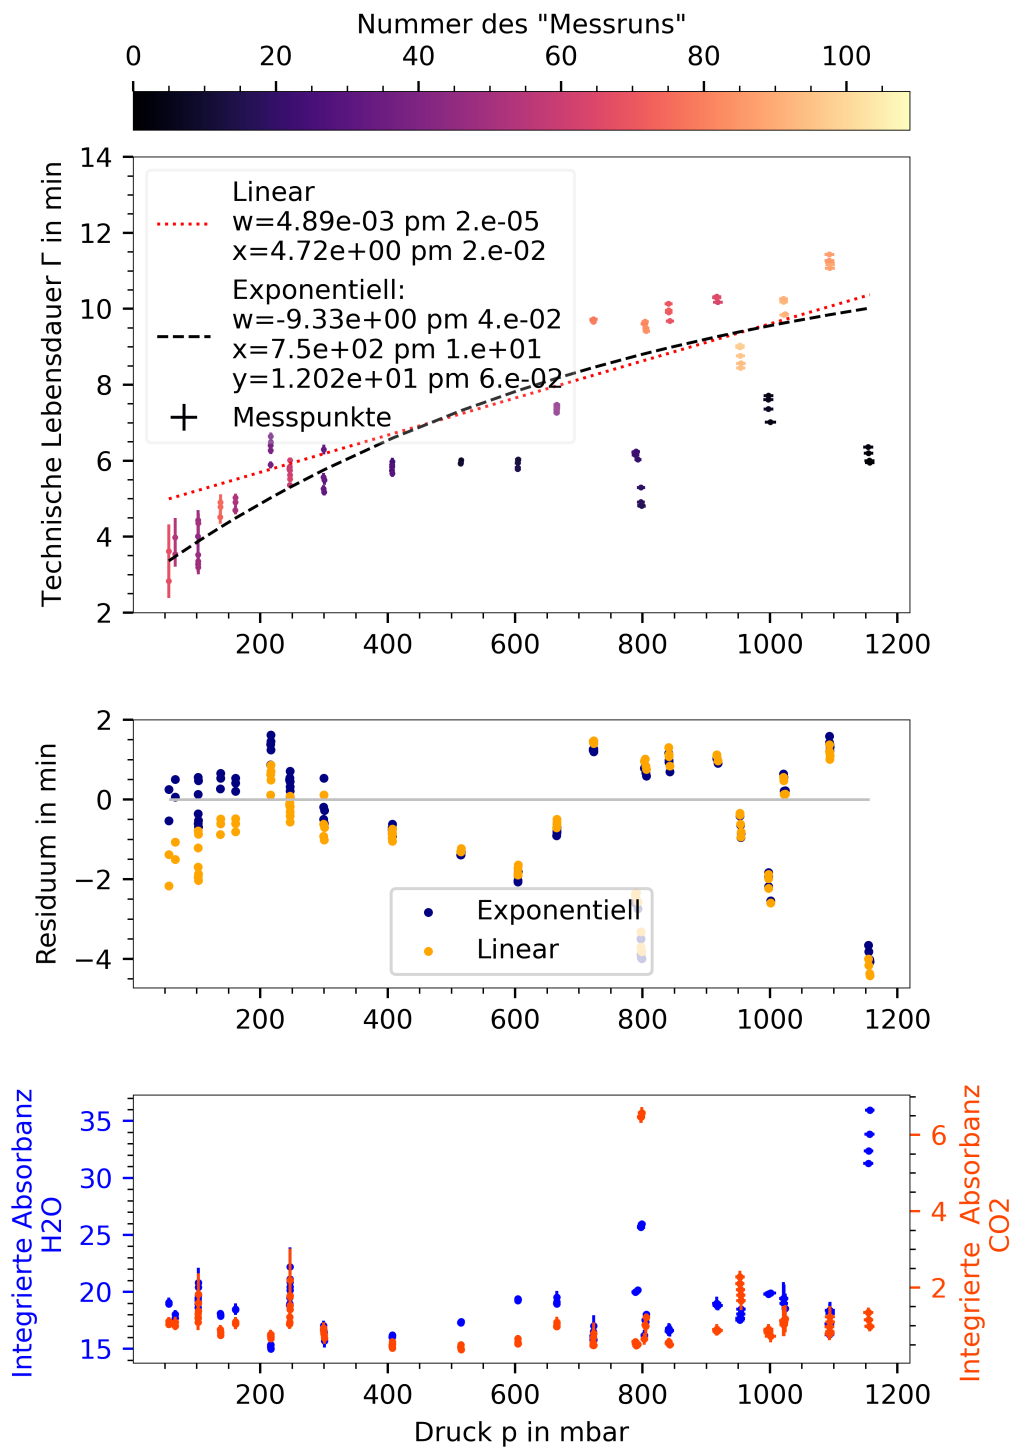 Nummer des "Messruns"
0 20 40 60 80 100
Technische Lebensdauer Γ in min
14
12
10
8
6
4
2
Linear
w=4.89e-03 pm 2.e-05
x=4.72e+00 pm 2.e-02
Exponentiell:
w=-9.33e+00 pm 4.e-02
x=7.5e+02 pm 1.e+01
y=1.202e+01 pm 6.e-02
Messpunkte
200 400 600 800 1000 1200
Residuum in min
2
0
−2
−4
Exponentiell
Linear
200 400 600 800 1000 1200
Integrierte Absorbanz
H2O
35
30
25
20
15
6
4
2
Integrierte Absorbanz
CO2
200 400 600 800 1000 1200
Druck p in mbar